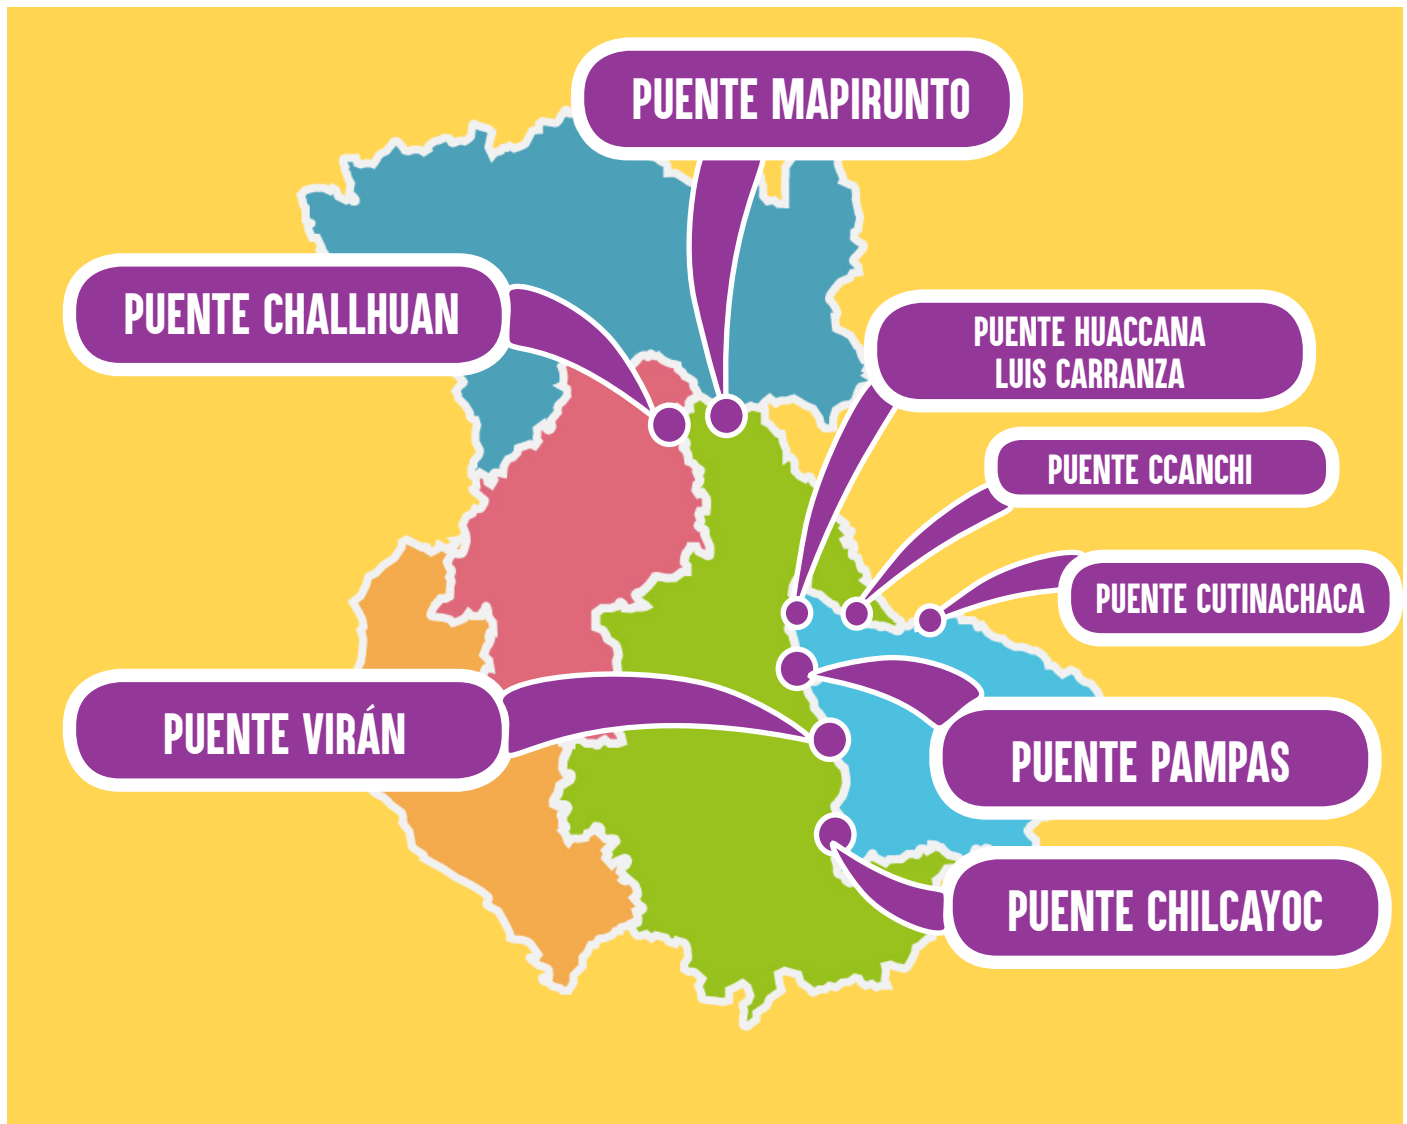 PUENTE MAPIRUNTO
PUENTE CHALLHUAN
PUENTE HUACCANA
LUIS CARRANZA
PUENTE CCANCHI
PUENTE CUTINACHACA
PUENTE VIRÁN
PUENTE PAMPAS
PUENTE CHILCAYOC